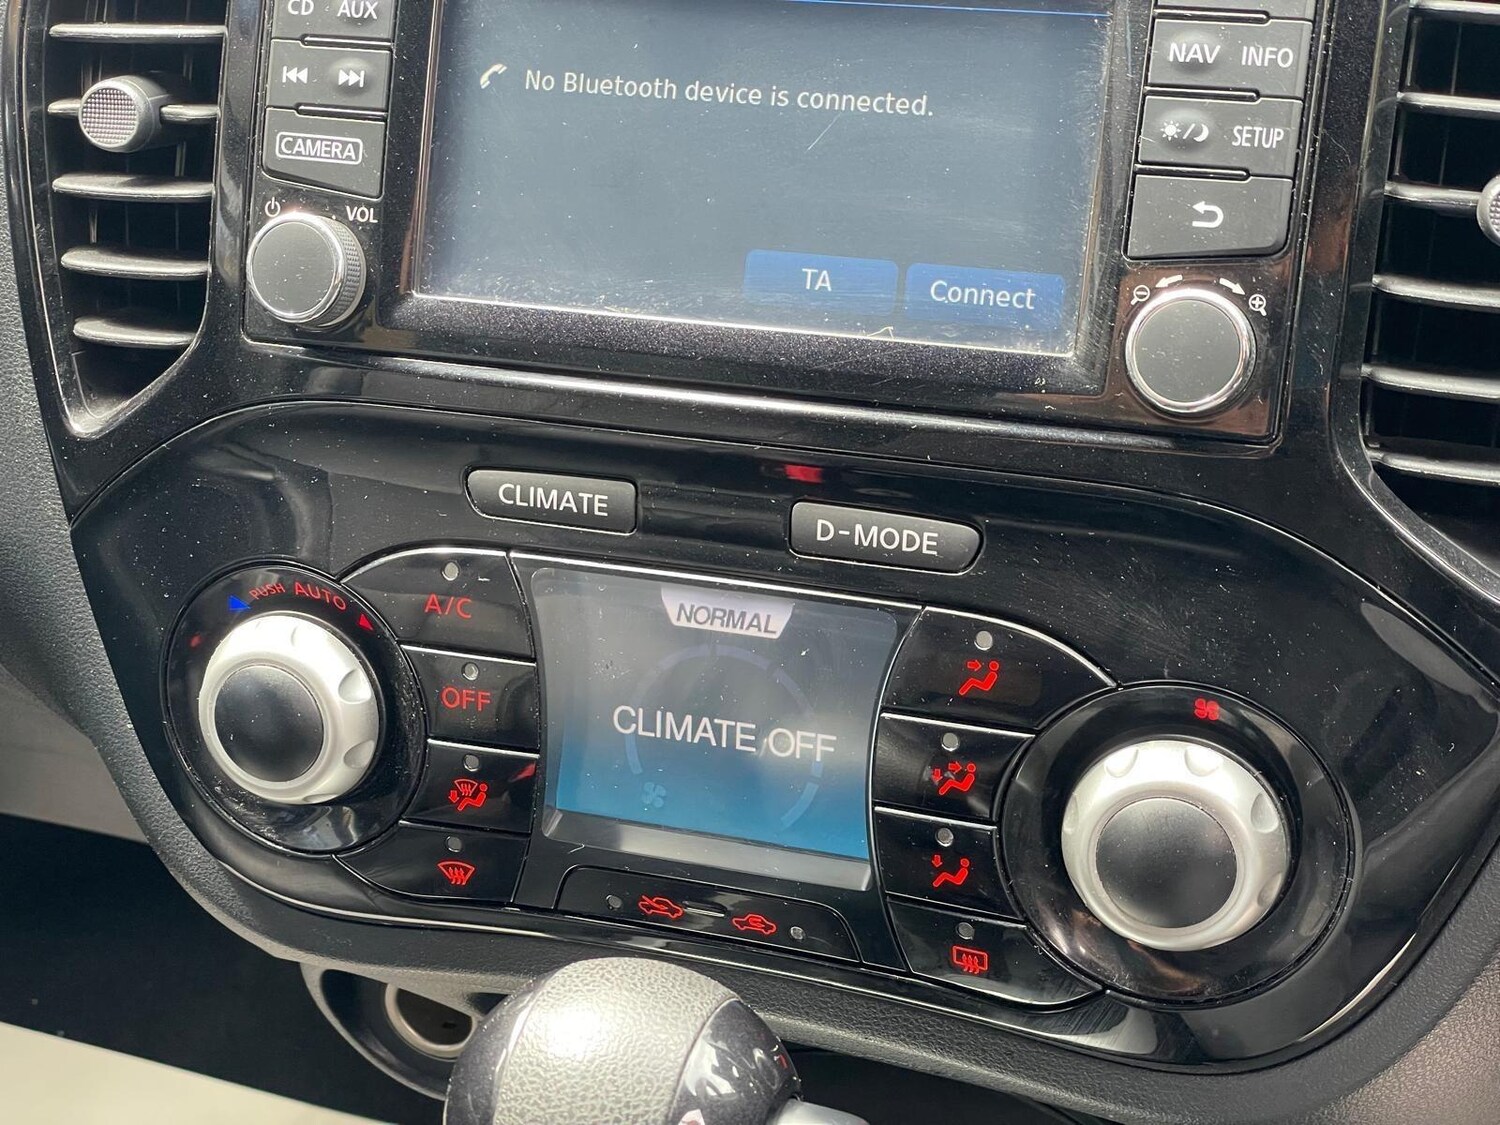 CD AUX
CAMERA
VOL
No Bluetooth device is connected.
TA
Connect
NAV INFO
SETUP
CLIMATE
D-MODE
PUSH AUTO
A/C
OFF
NORMAL
CLIMATE OFF